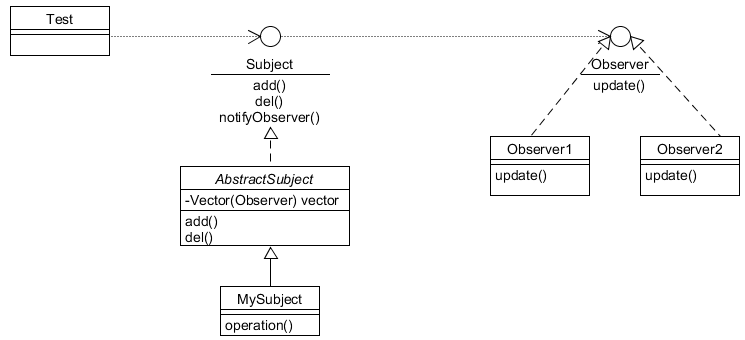 Test
Subject
add()
del()
notifyObserver()
Observer
update()
AbstractSubject
-Vector(Observer) vector
add()
del()
Observer1
update()
Observer2
update()
MySubject
operation()